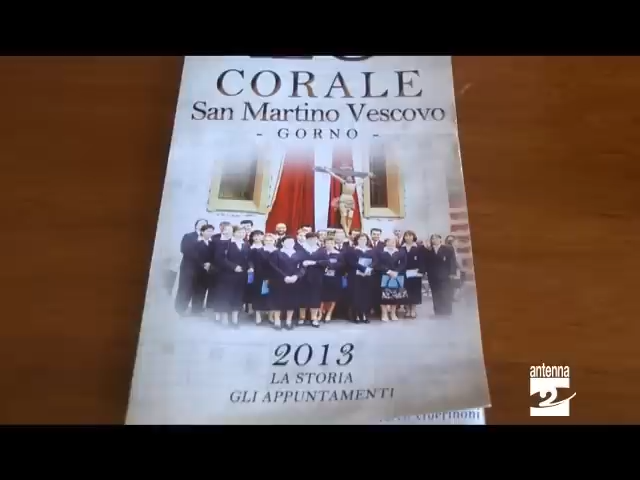 CORALE
San Martino Vescovo
- GORNO -
2013
LA STORIA
GLI APPUNTAMENTI
antenna
2